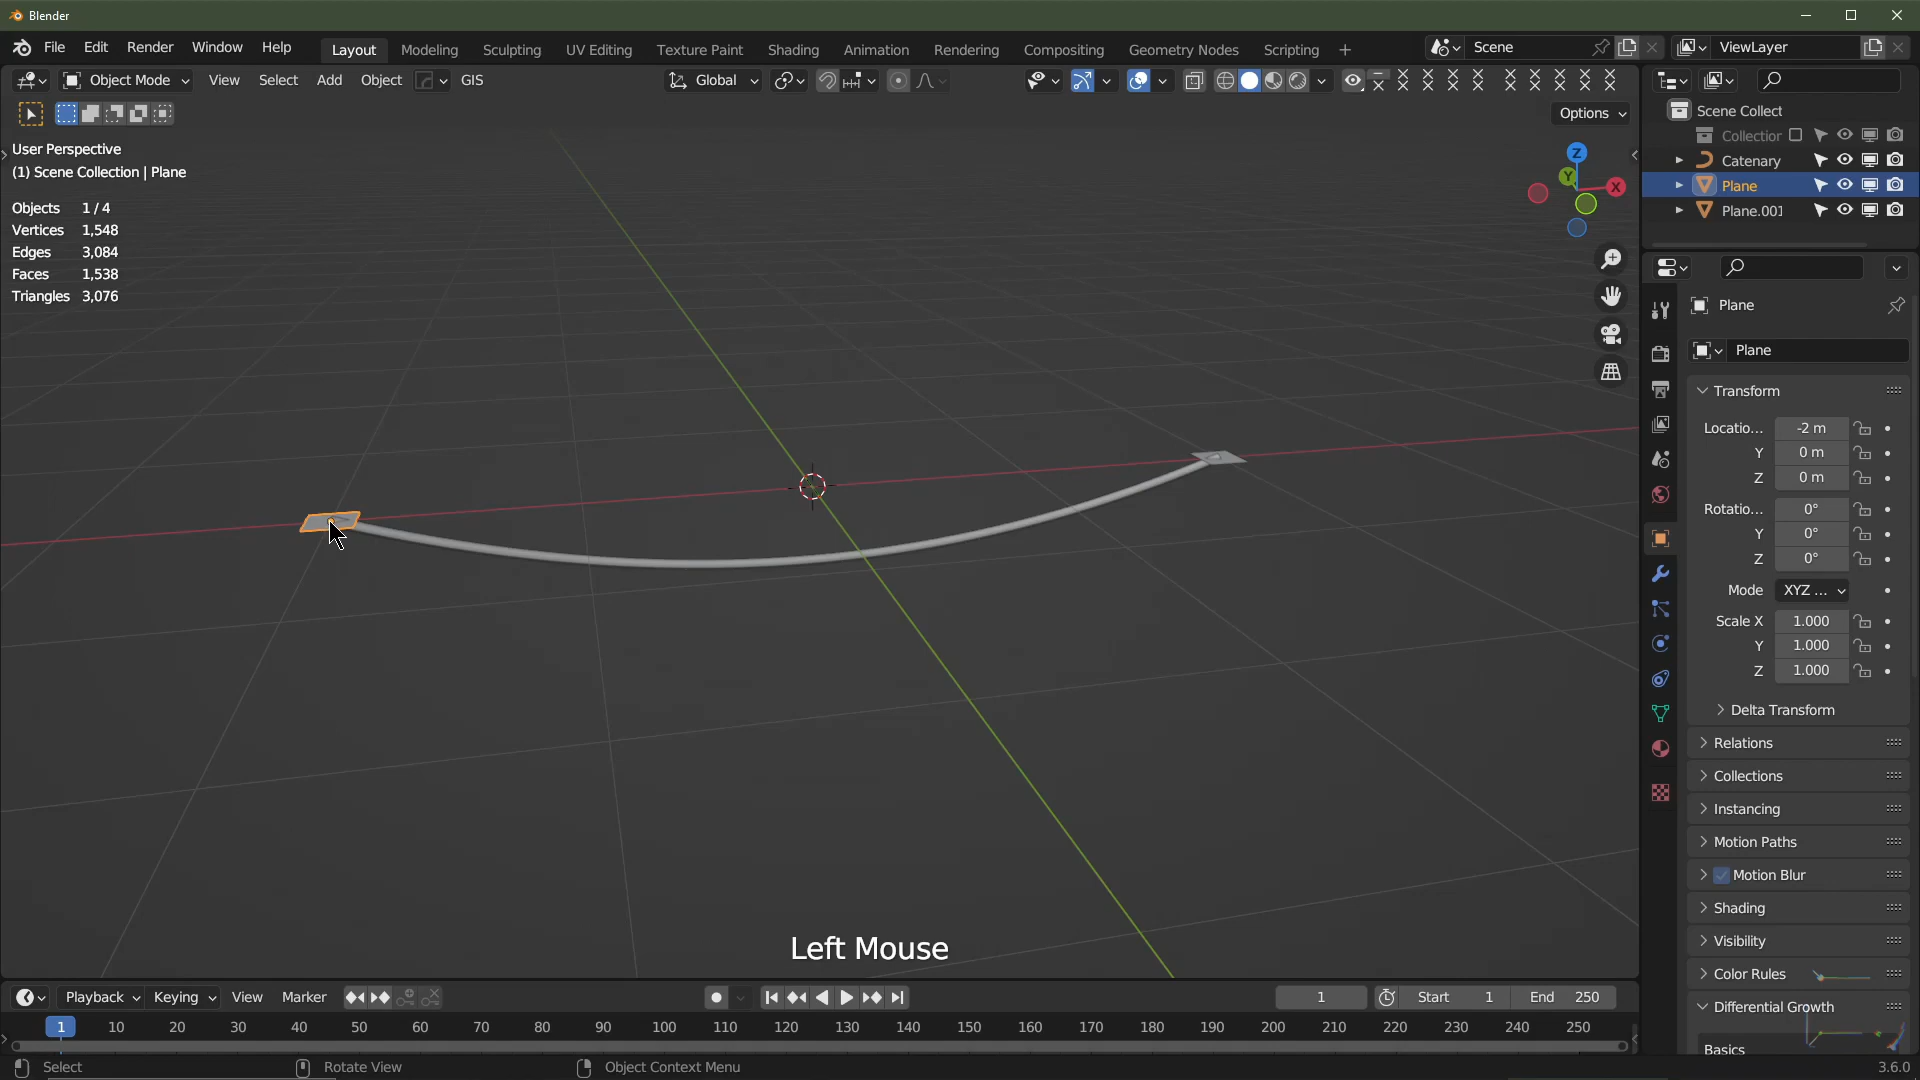 Blender
File Edit Render Window Help Layout Modeling Sculpting UV Editing Texture Paint Shading Animation Rendering Compositing Geometry Nodes Scripting + Scene ViewLayer
Object Mode View Select Add Object GIS Global
Options
User Perspective
(1) Scene Collection | Plane
Objects 1 / 4
Vertices 1,548
Edges 3,084
Faces 1,538
Triangles 3,076
Z
Y
X
Left Mouse
Scene Collect
Collection
Catenary
Plane
Plane.001
Plane
Plane
Transform
Locatio... -2 m
Y 0 m
Z 0 m
Rotatio... 0°
Y 0°
Z 0°
Mode XYZ ...
Scale X 1.000
Y 1.000
Z 1.000
Delta Transform
Relations
Collections
Instancing
Motion Paths
Motion Blur
Shading
Visibility
Color Rules
Differential Growth
Basics
Playback Keying View Marker 1 Start 1 End 250
1 10 20 30 40 50 60 70 80 90 100 110 120 130 140 150 160 170 180 190 200 210 220 230 240 250
Select Rotate View Object Context Menu 3.6.0